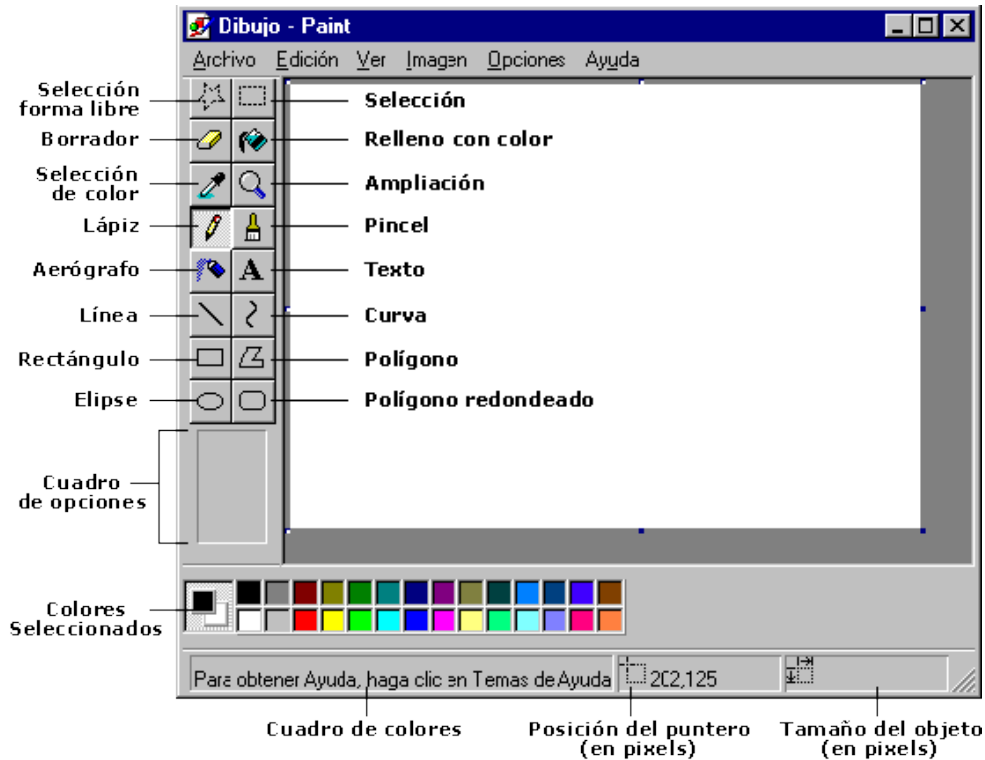 Dibujo - Paint
Archivo Edición Ver Imagen Opciones Ayuda
Selección
forma libre
Selección
Borrador
Relleno con color
Selección
de color
Ampliación
Lápiz
Pincel
Aerógrafo
A
Texto
Línea
Curva
Rectángulo
Polígono
Elipse
Polígono redondeado
Cuadro
de opciones
Colores
Seleccionados
Para obtener Ayuda, haga clic en Temas de Ayuda
202,125
Cuadro de colores
Posición del puntero
(en pixels)
Tamaño del objeto
(en pixels)